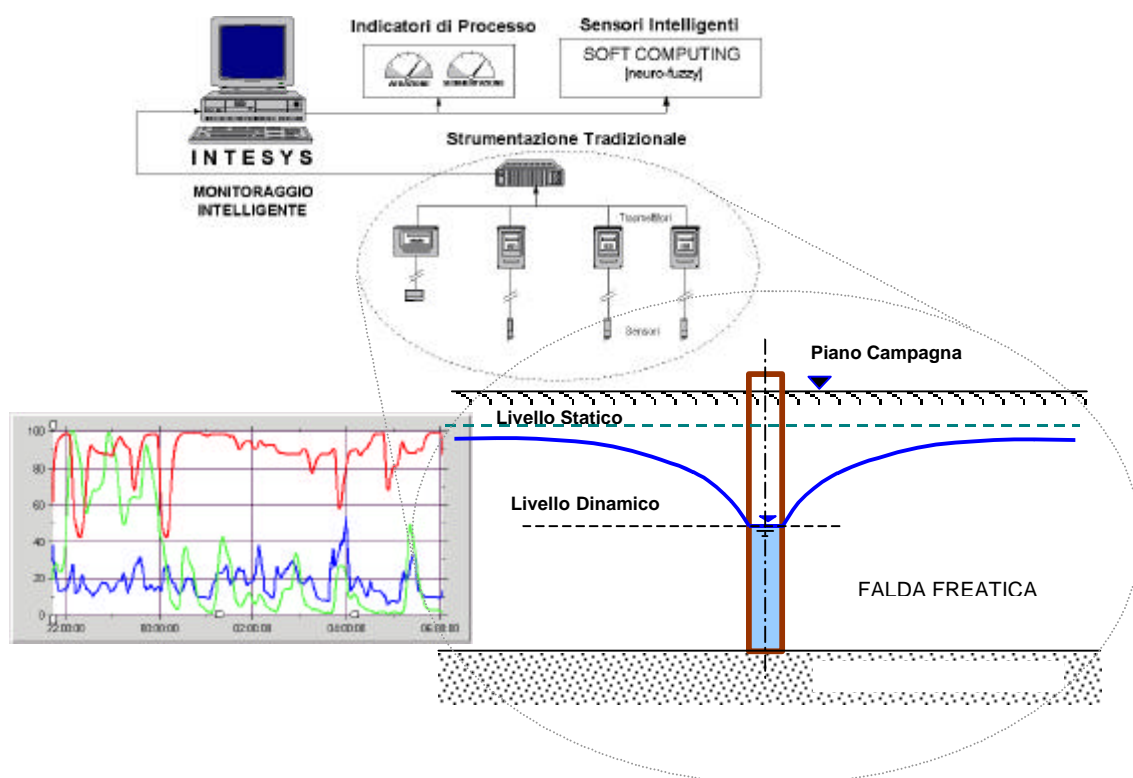 Indicatori di Processo
Sensori Intelligenti
SOFT COMPUTING
[neuro-fuzzy]
INTESYS
MONITORAGGIO
INTELLIGENTE
Strumentazione Tradizionale
Trasmettitori
Sensori
Piano Campagna
Livello Statico
Livello Dinamico
FALDA FREATICA
100
80
60
40
20
0
22:00:00
00:00:00
02:00:00
04:00:00
06:00:00